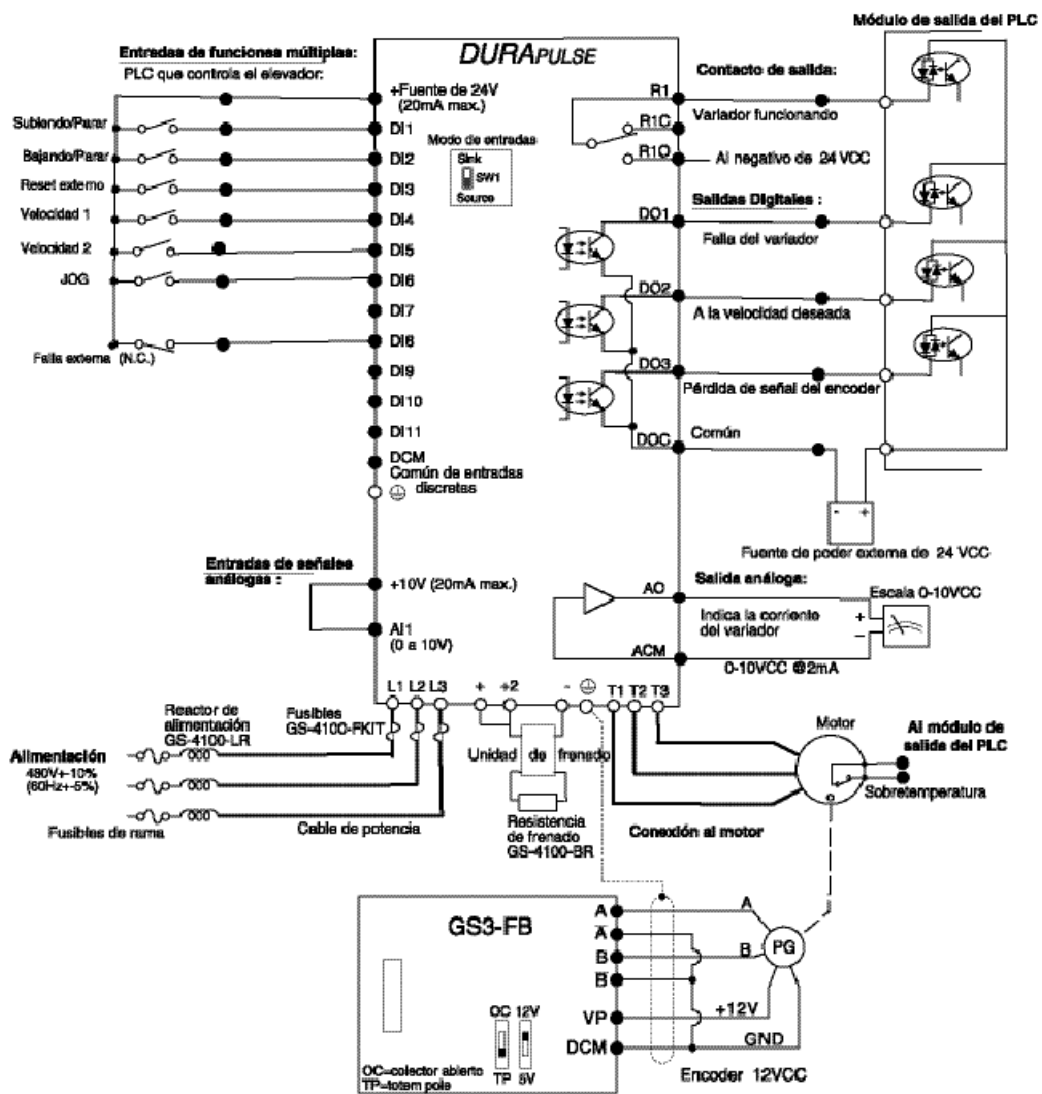 Módulo de salida del PLC
Entradas de funciones múltiples:
PLC que controla el elevador:
DURAPULSE
+Fuente de 24V
(20mA max.)
Subiendo/Parar
DI1
Bajando/Parar
DI2
Reset externo
DI3
Velocidad 1
DI4
Velocidad 2
DI5
JOG
DI6
DI7
Falla externa (N.C.)
DI8
DI9
DI10
DI11
DCM
Común de entradas
discretas
Modo de entradas
Sink
SW1
Source
Contacto de salida:
R1
Variador funcionando
R1C
R1O
Al negativo de 24VCC
Salidas Digitales :
DO1
Falla del variador
DO2
A la velocidad deseada
DO3
Pérdida de señal del encoder
DOC
Común
- +
Fuente de poder externa de 24 VCC
Entradas de señales
análogas :
+10V (20mA max.)
AI1
(0 a 10V)
Salida análoga:
AO
Escala 0-10VCC
Indica la corriente
del variador
+
–
ACM
0-10VCC @2mA
L1 L2 L3 + +2 - T1 T2 T3
Reactor de
alimentación
GS-4100-LR
Fusibles
GS-4100-FKIT
Alimentación
480V+-10%
(60Hz+-5%)
Fusibles de rama
Cable de potencia
Unidad de frenado
Resistencia
de frenado
GS-4100-BR
Motor
Al módulo de
salida del PLC
Sobretemperatura
Conexión al motor
GS3-FB
A
A
B
B
VP
DCM
OC 12V
TP 5V
OC=colector abierto
TP=totem pole
A
B
PG
+12V
GND
Encoder 12VCC